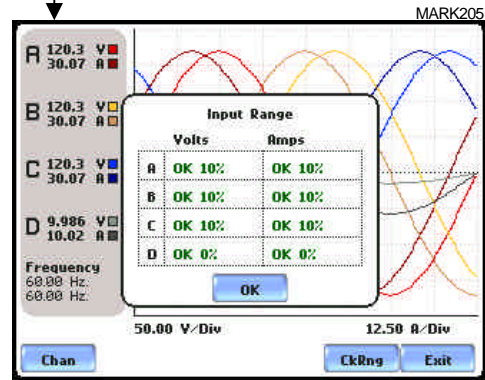 MARK205
A 120.3 V
30.07 A
B 120.3 V
30.07 A
C 120.3 V
30.07 A
D 9.986 V
10.02 A
Frequency
60.00 Hz.
60.00 Hz.
Input Range
Volts Amps
A OK 10% OK 10%
B OK 10% OK 10%
C OK 10% OK 10%
D OK 0% OK 0%
OK
50.00 V/Div 12.50 A/Div
Chan CkRng Exit